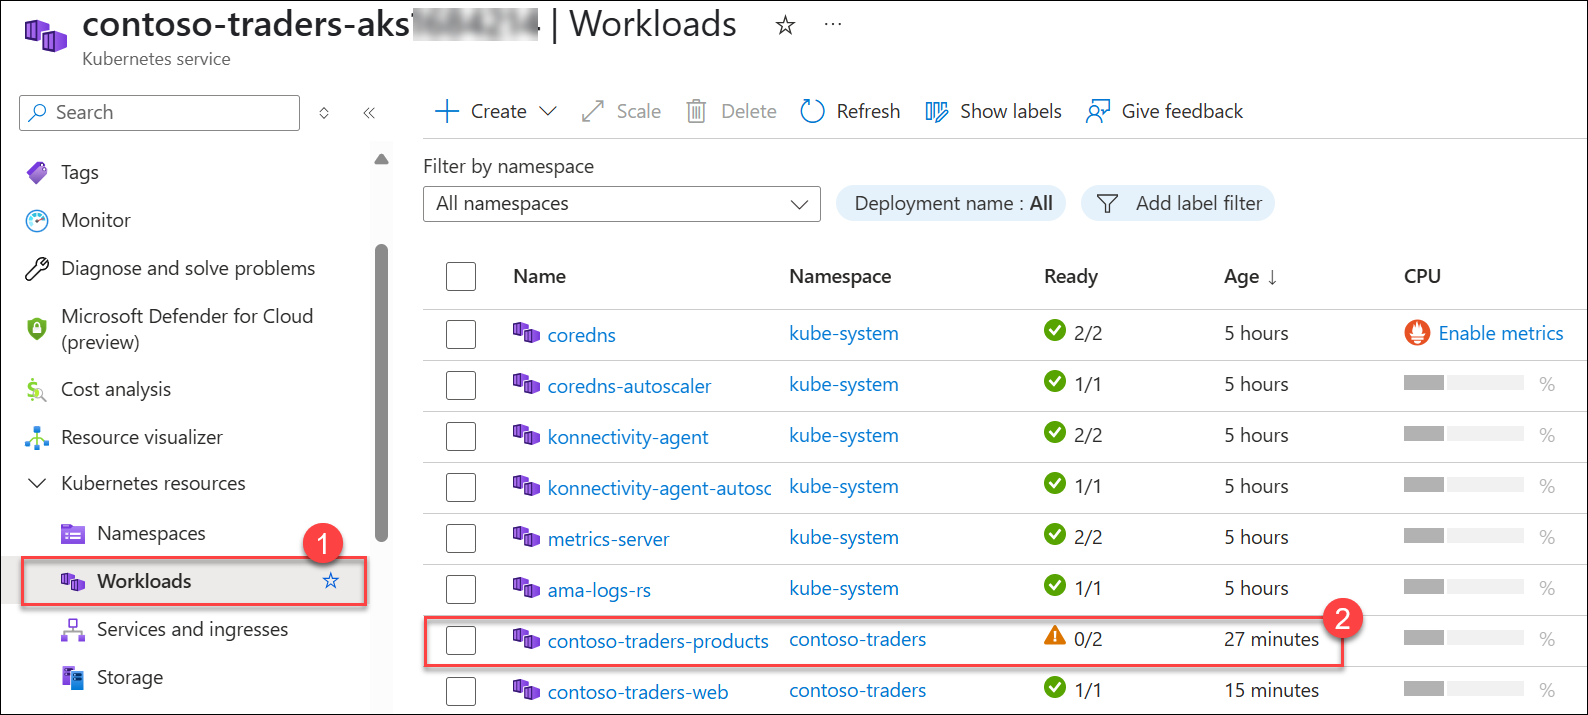 contoso-traders-aks | Workloads
Kubernetes service
Search
Create
Scale
Delete
Refresh
Show labels
Give feedback
Tags
Monitor
Diagnose and solve problems
Microsoft Defender for Cloud
(preview)
Cost analysis
Resource visualizer
Kubernetes resources
Namespaces
1
Workloads
Services and ingresses
Storage
Filter by namespace
All namespaces
Deployment name : All
Add label filter
Name Namespace Ready Age ↓ CPU
coredns kube-system 2/2 5 hours Enable metrics
coredns-autoscaler kube-system 1/1 5 hours %
konnectivity-agent kube-system 2/2 5 hours %
konnectivity-agent-autosc kube-system 1/1 5 hours %
metrics-server kube-system 2/2 5 hours %
ama-logs-rs kube-system 1/1 5 hours %
2
contoso-traders-products contoso-traders 0/2 27 minutes %
contoso-traders-web contoso-traders 1/1 15 minutes %